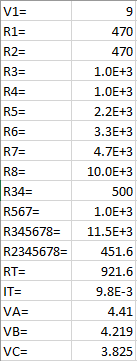 V1= 9
R1= 470
R2= 470
R3= 1.0E+3
R4= 1.0E+3
R5= 2.2E+3
R6= 3.3E+3
R7= 4.7E+3
R8= 10.0E+3
R34= 500
R567= 1.0E+3
R345678= 11.5E+3
R2345678= 451.6
RT= 921.6
IT= 9.8E-3
VA= 4.41
VB= 4.219
VC= 3.825